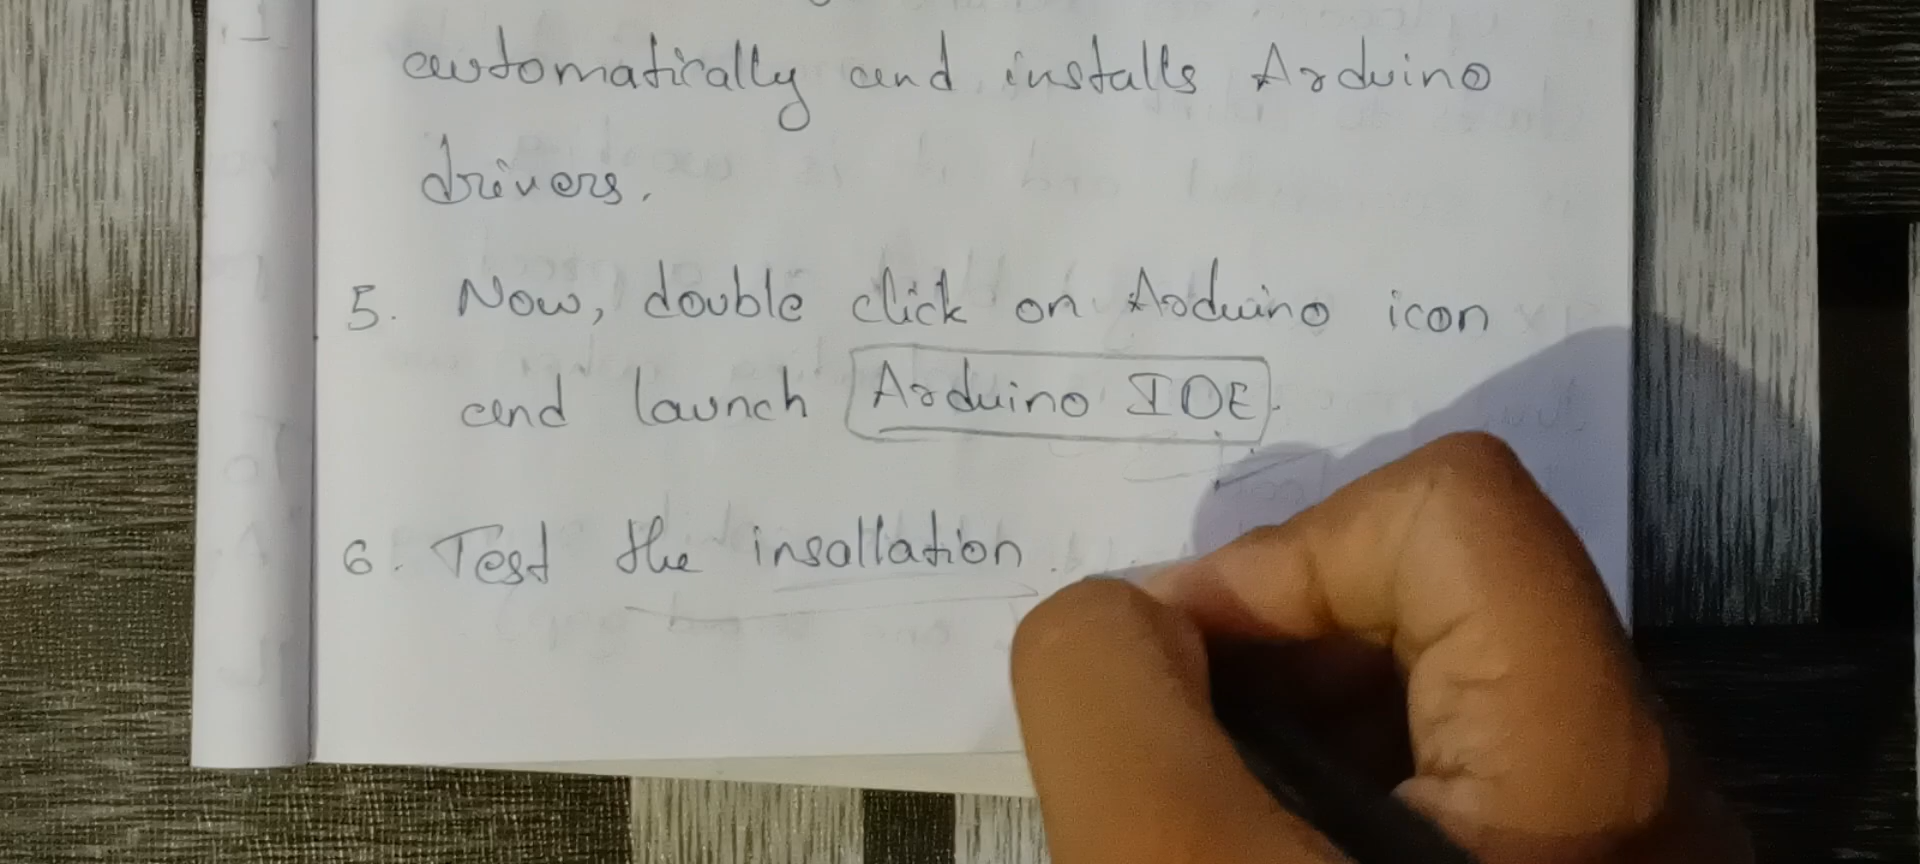 automatically and installs Arduino
drivers.
5. Now, double click on Arduino icon
and launch Arduino IDE.
6. Test the insallation.